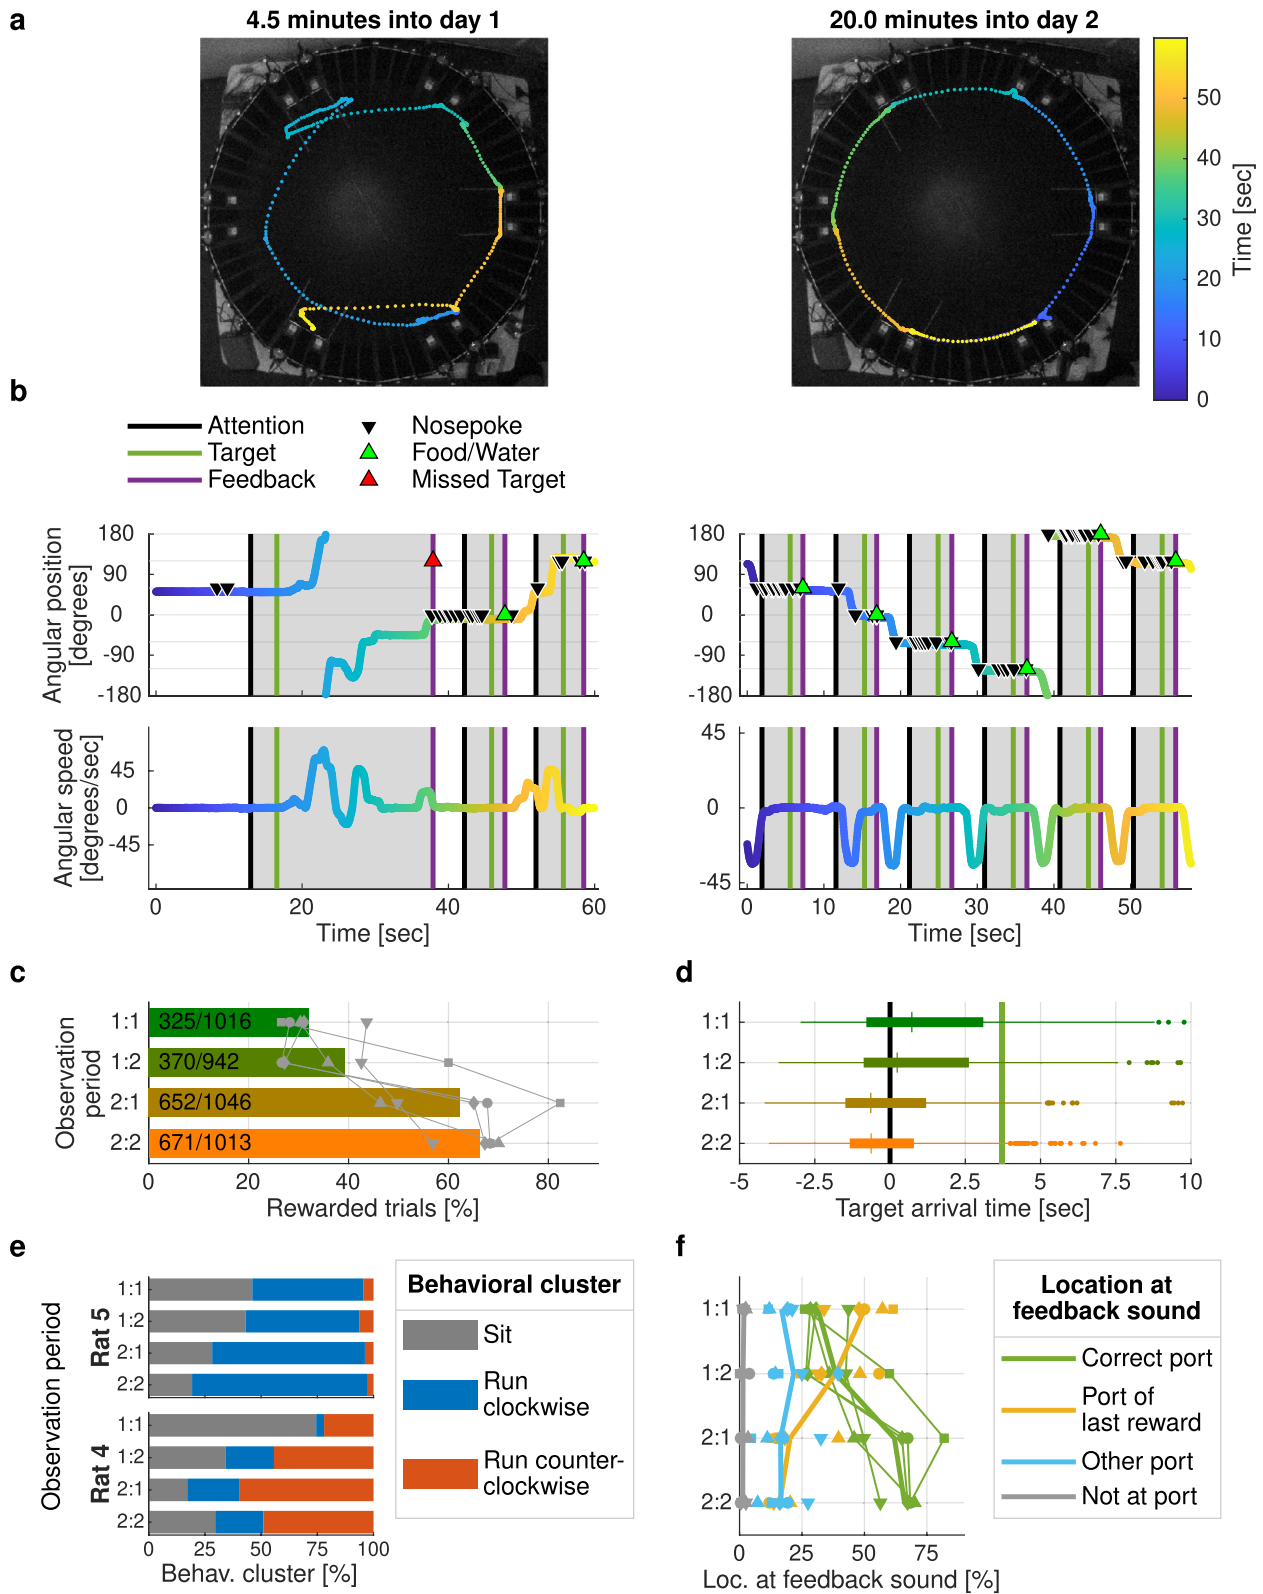 a
4.5 minutes into day 1
20.0 minutes into day 2
50
40
30
20
10
0
Time [sec]
b
Attention
Target
Feedback
Nosepoke
Food/Water
Missed Target
Angular position
[degrees]
180
90
0
-90
-180
180
90
0
-90
-180
Angular speed
[degrees/sec]
45
0
-45
45
0
-45
0 20 40 60
Time [sec]
0 10 20 30 40 50
Time [sec]
c
Observation
period
1:1
1:2
2:1
2:2
325/1016
370/942
652/1046
671/1013
0 20 40 60 80
Rewarded trials [%]
d
1:1
1:2
2:1
2:2
-5 -2.5 0 2.5 5 7.5 10
Target arrival time [sec]
e
Observation period
Rat 5
1:1
1:2
2:1
2:2
Rat 4
1:1
1:2
2:1
2:2
0 25 50 75 100
Behav. cluster [%]
Behavioral cluster
Sit
Run
clockwise
Run counter-
clockwise
f
1:1
1:2
2:1
2:2
0 25 50 75
Loc. at feedback sound [%]
Location at
feedback sound
Correct port
Port of
last reward
Other port
Not at port